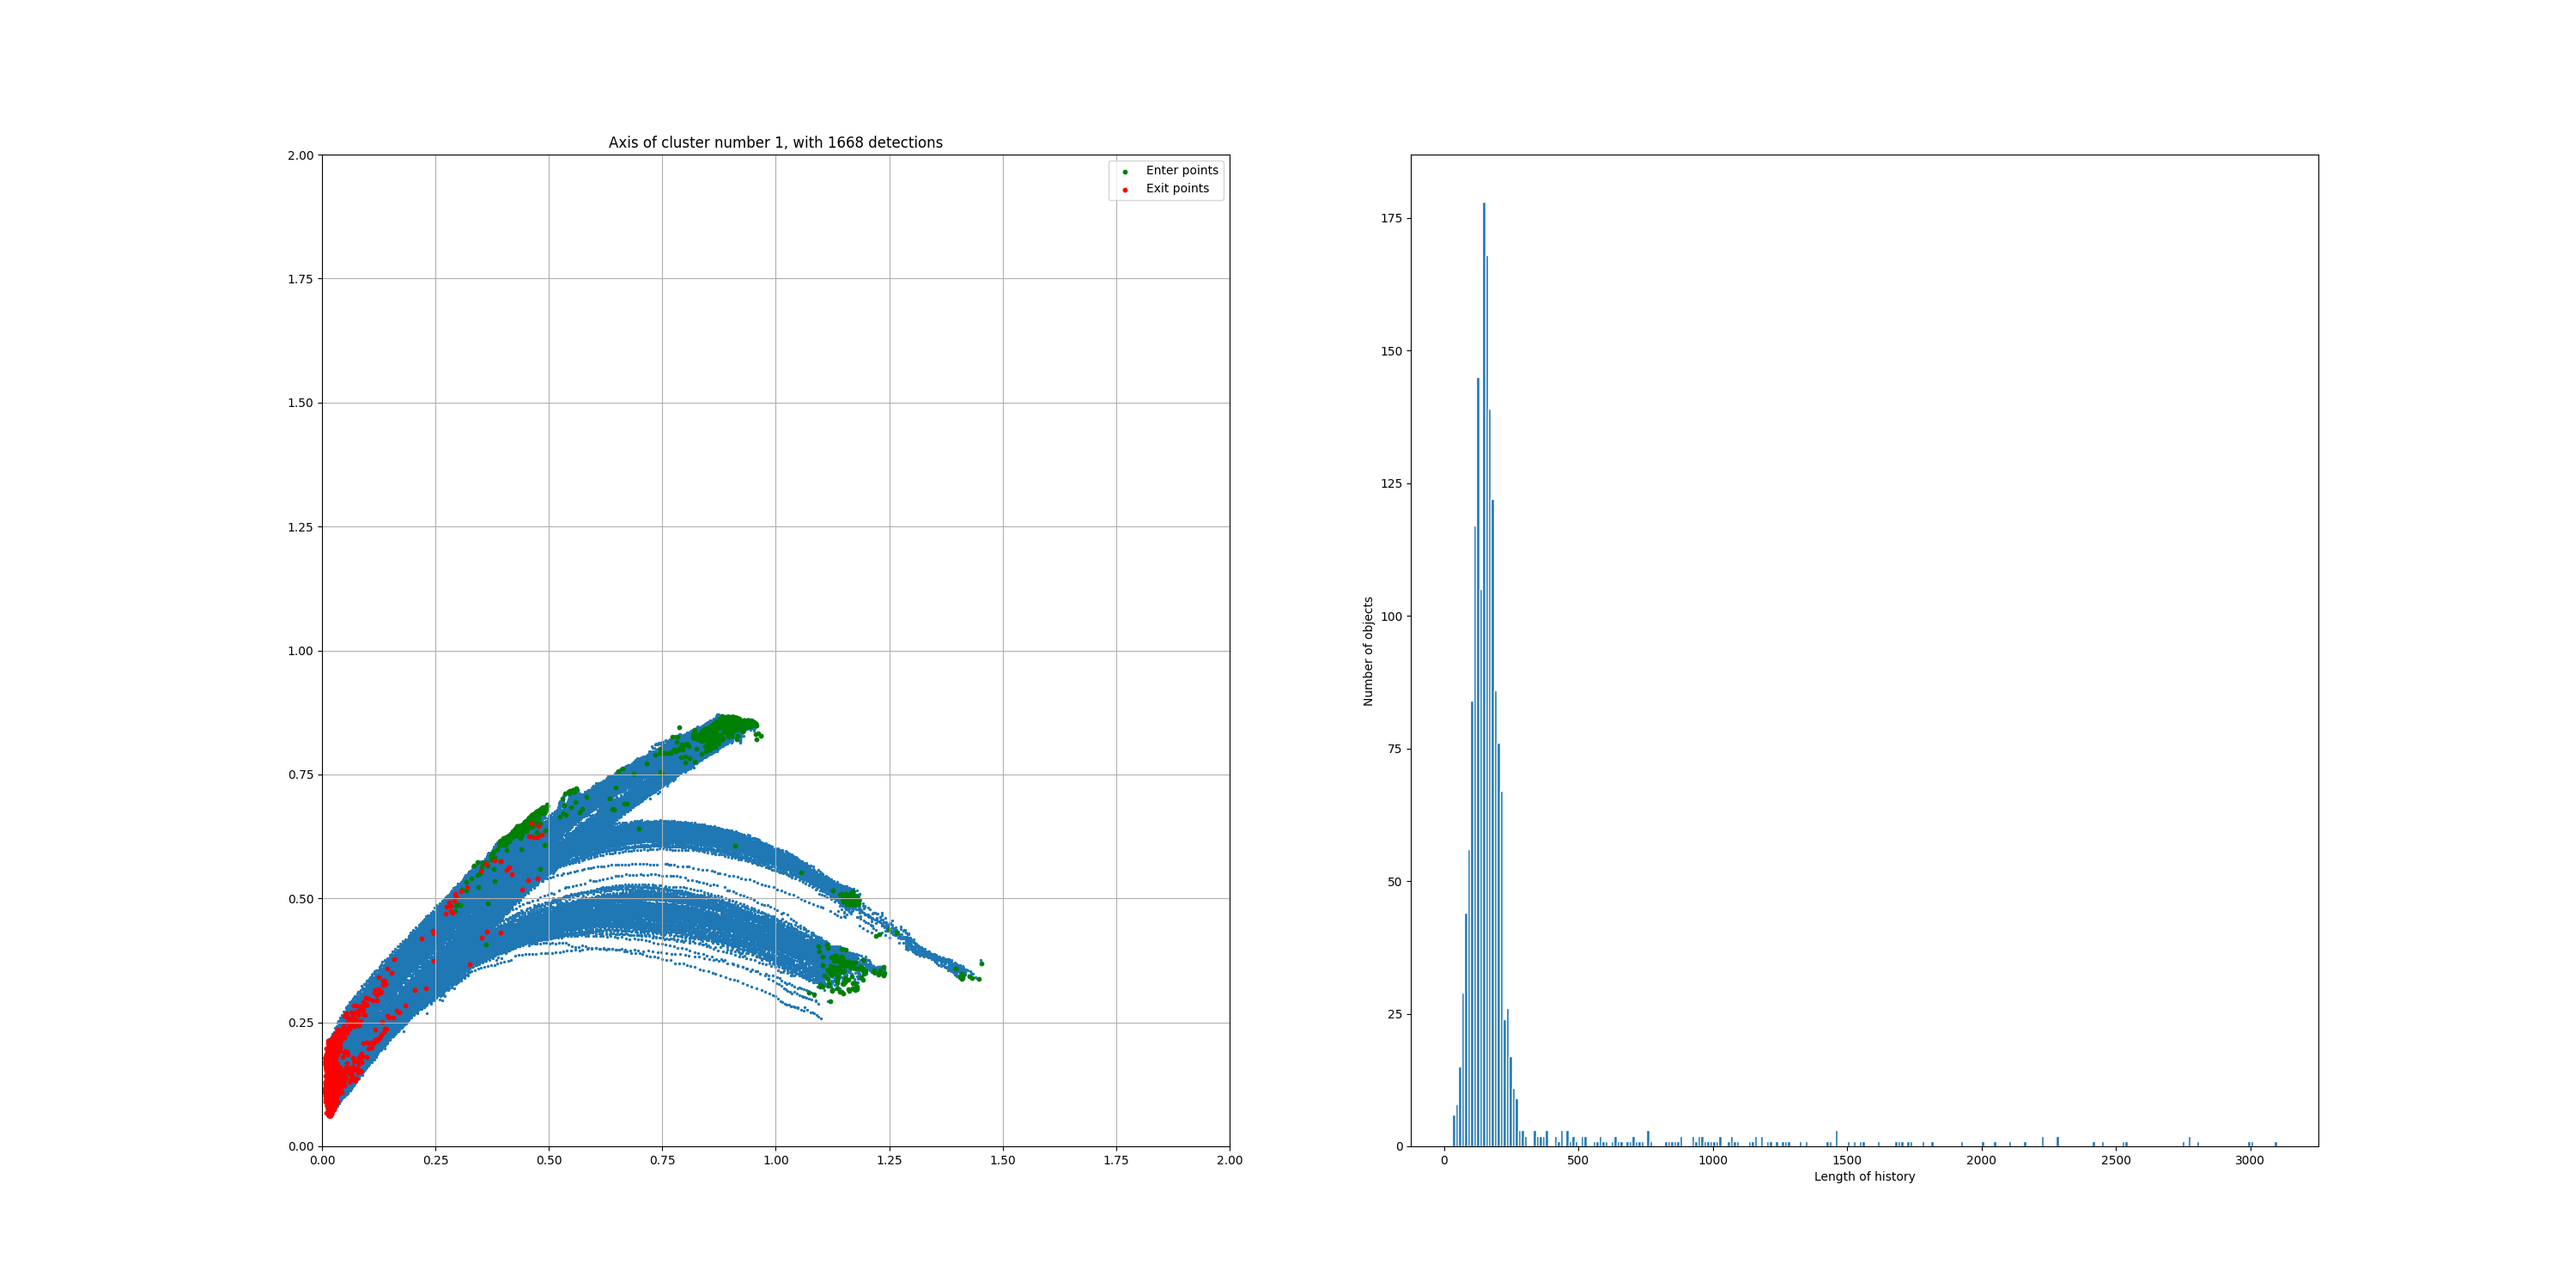 Axis of cluster number 1, with 1668 detections
Enter points
Exit points
2.00
1.75
1.50
1.25
1.00
0.75
0.50
0.25
0.00
0.00 0.25 0.50 0.75 1.00 1.25 1.50 1.75 2.00
Number of objects
175
150
125
100
75
50
25
0
0 500 1000 1500 2000 2500 3000
Length of history